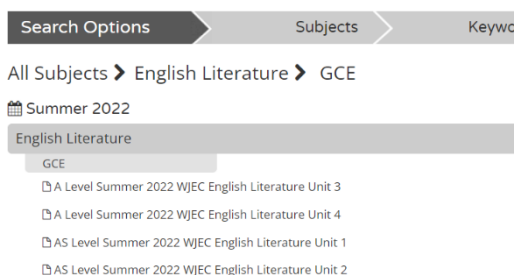 Search Options Subjects Keywo
All Subjects English Literature GCE
Summer 2022
English Literature
GCE
A Level Summer 2022 WJEC English Literature Unit 3
A Level Summer 2022 WJEC English Literature Unit 4
AS Level Summer 2022 WJEC English Literature Unit 1
AS Level Summer 2022 WJEC English Literature Unit 2